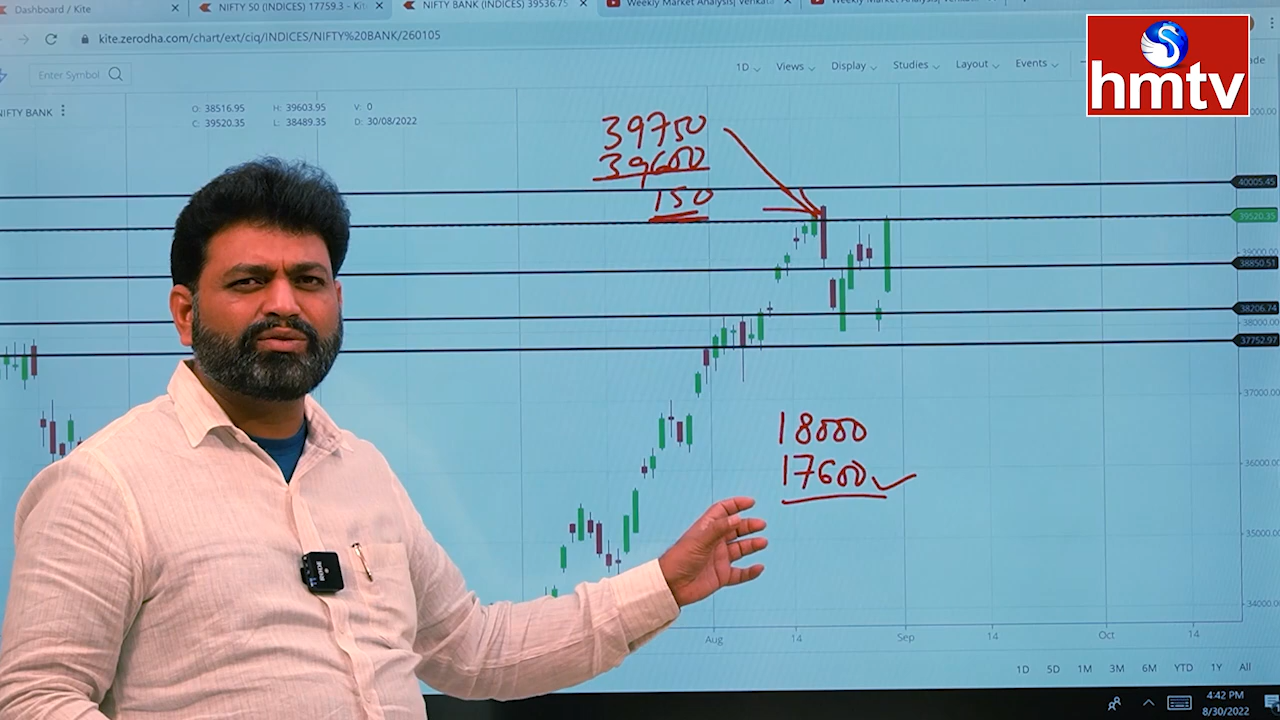 Dashboard / Kite
NIFTY 50 (INDICES) 17759.3 - Kit
NIFTY BANK (INDICES) 39536.75
Weekly Market Analysis| Venkat
kite.zerodha.com/chart/ext/ciq/INDICES/NIFTY%20BANK/260105
hmtv
Enter Symbol
1D
Views
Display
Studies
Layout
Events
NIFTY BANK
O: 38516.95 H: 39603.95 V: 0
C: 39520.35 L: 38489.35 D: 30/08/2022
39750
39600
150
40005.45
39520.35
39000.00
38850.51
38206.74
38000.00
37752.97
37000.00
18000
17600
36000.00
35000.00
34000.00
Aug 14 Sep 14 Oct 14
1D 5D 1M 3M 6M YTD 1Y All
4:42 PM
8/30/2022